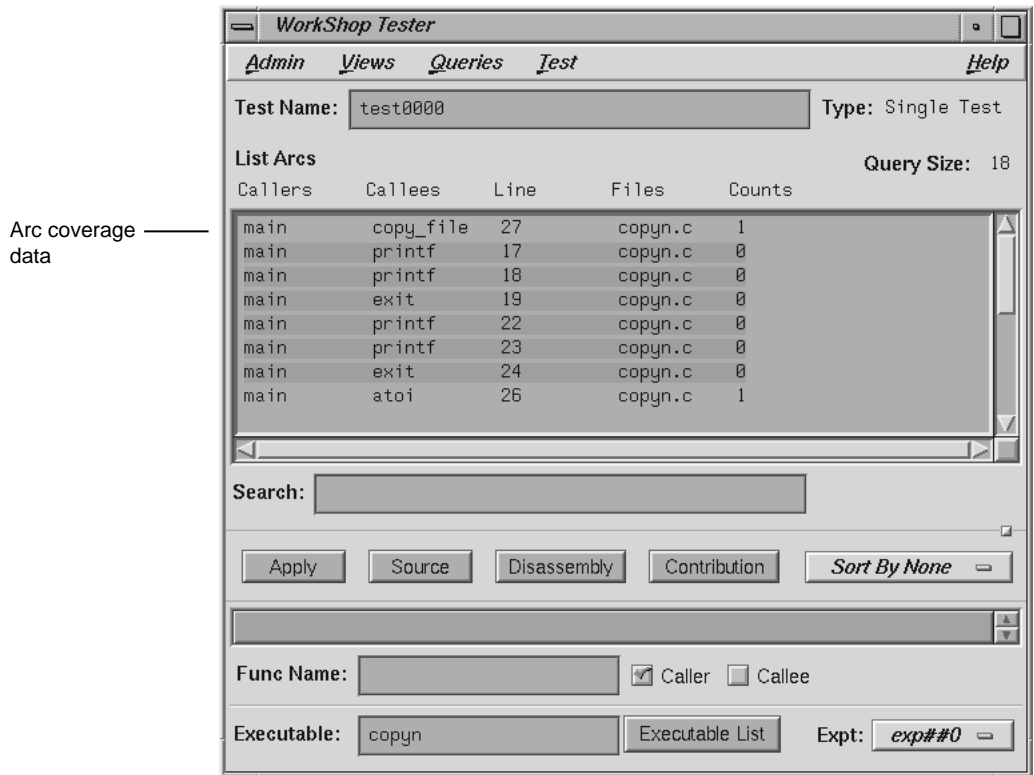 WorkShop Tester
Admin Views Queries Test Help
Test Name: test0000 Type: Single Test
List Arcs Query Size: 18
Callers Callees Line Files Counts
Arc coverage
data
main copy_file 27 copyn.c 1
main printf 17 copyn.c 0
main printf 18 copyn.c 0
main exit 19 copyn.c 0
main printf 22 copyn.c 0
main printf 23 copyn.c 0
main exit 24 copyn.c 0
main atoi 26 copyn.c 1
Search:
Apply Source Disassembly Contribution Sort By None
Func Name: Caller Callee
Executable: copyn Executable List Expt: exp##0